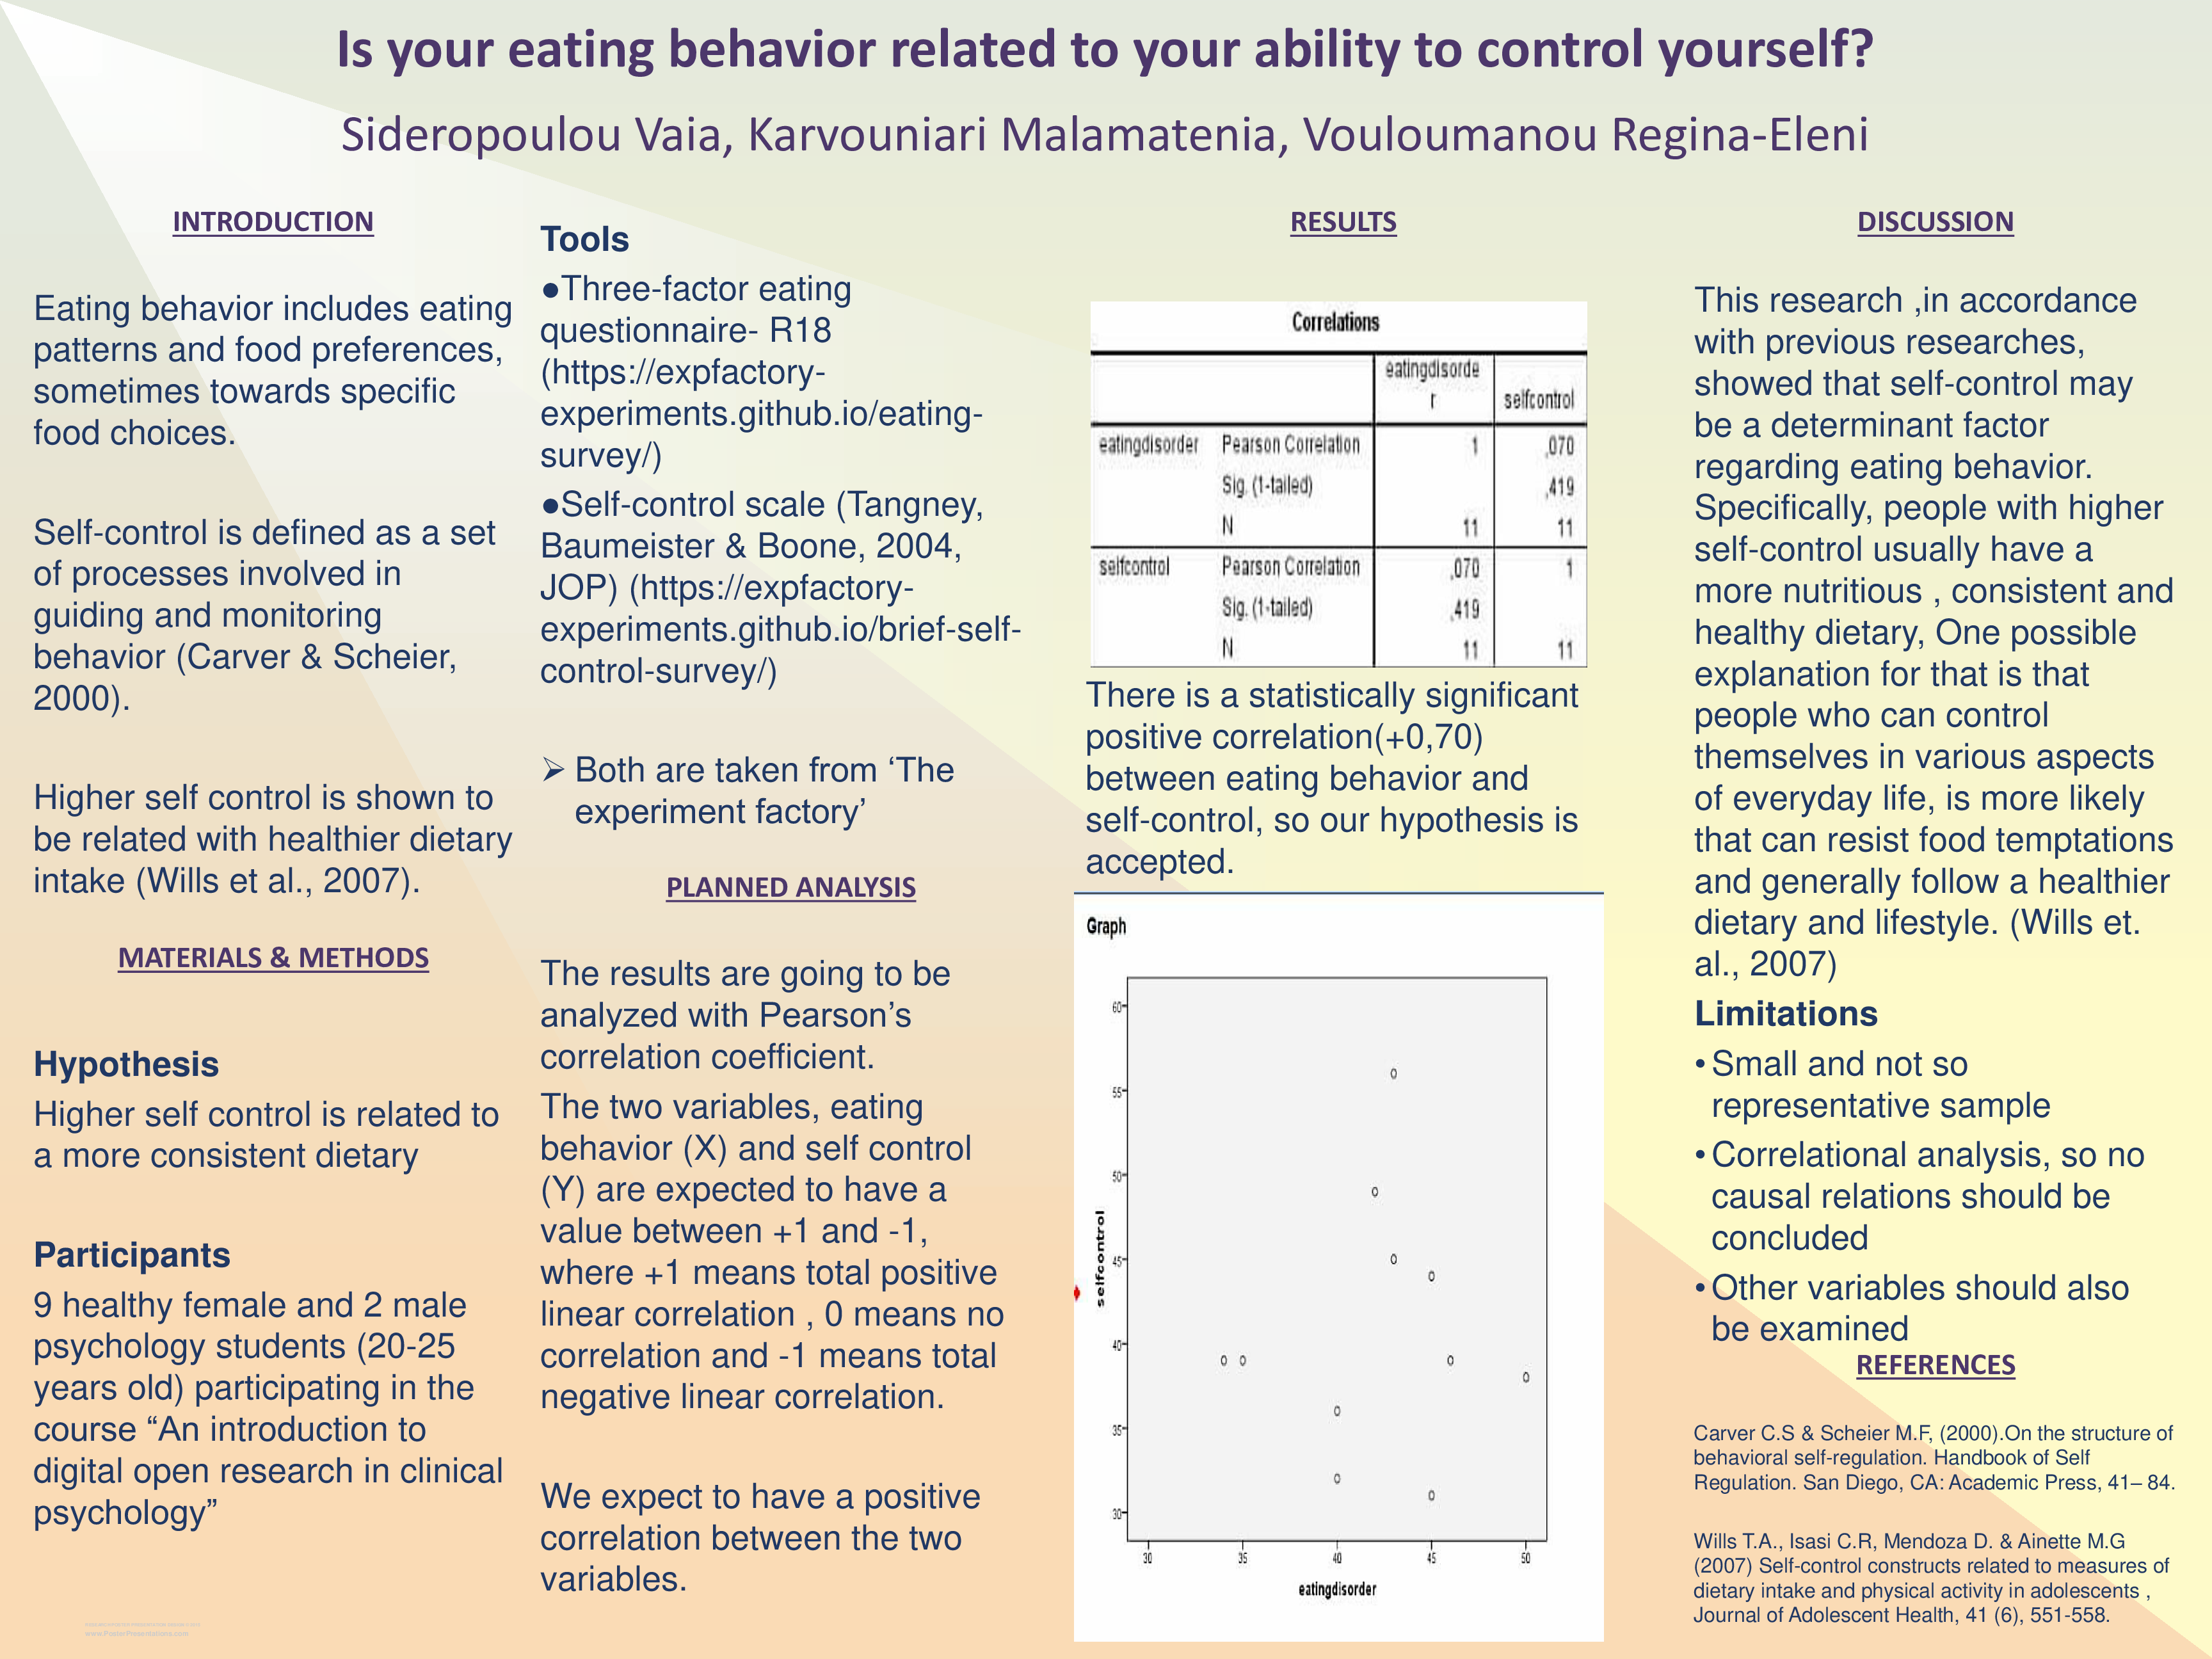 Is your eating behavior related to your ability to control yourself?
Sideropoulou Vaia, Karvouniari Malamatenia, Vouloumanou Regina-Eleni
INTRODUCTION
Eating behavior includes eating
patterns and food preferences,
sometimes towards specific
food choices.
Self-control is defined as a set
of processes involved in
guiding and monitoring
behavior (Carver & Scheier,
2000).
Higher self control is shown to
be related with healthier dietary
intake (Wills et al., 2007).
MATERIALS & METHODS
Hypothesis
Higher self control is related to
a more consistent dietary
Participants
9 healthy female and 2 male
psychology students (20-25
years old) participating in the
course “An introduction to
digital open research in clinical
psychology”
www.PosterPresentations.com
Tools
●Three-factor eating
questionnaire- R18
(https://expfactory-
experiments.github.io/eating-
survey/)
●Self-control scale (Tangney,
Baumeister & Boone, 2004,
JOP) (https://expfactory-
experiments.github.io/brief-self-
control-survey/)
➢ Both are taken from ‘The
experiment factory’
PLANNED ANALYSIS
The results are going to be
analyzed with Pearson’s
correlation coefficient.
The two variables, eating
behavior (X) and self control
(Y) are expected to have a
value between +1 and -1,
where +1 means total positive
linear correlation , 0 means no
correlation and -1 means total
negative linear correlation.
We expect to have a positive
correlation between the two
variables.
RESULTS
Correlations
eatingdisorde
r selfcontrol
eatingdisorder Pearson Correlation 1 ,070
Sig. (1-tailed) ,419
N 11 11
selfcontrol Pearson Correlation ,070 1
Sig. (1-tailed) ,419
N 11 11
There is a statistically significant
positive correlation(+0,70)
between eating behavior and
self-control, so our hypothesis is
accepted.
Graph
60
55
50
45
40
35
30
selfcontrol
30 35 40 45 50
eatingdisorder
DISCUSSION
This research ,in accordance
with previous researches,
showed that self-control may
be a determinant factor
regarding eating behavior.
Specifically, people with higher
self-control usually have a
more nutritious , consistent and
healthy dietary, One possible
explanation for that is that
people who can control
themselves in various aspects
of everyday life, is more likely
that can resist food temptations
and generally follow a healthier
dietary and lifestyle. (Wills et.
al., 2007)
Limitations
• Small and not so
representative sample
• Correlational analysis, so no
causal relations should be
concluded
• Other variables should also
be examined
REFERENCES
Carver C.S & Scheier M.F, (2000).On the structure of
behavioral self-regulation. Handbook of Self
Regulation. San Diego, CA: Academic Press, 41– 84.
Wills T.A., Isasi C.R, Mendoza D. & Ainette M.G
(2007) Self-control constructs related to measures of
dietary intake and physical activity in adolescents ,
Journal of Adolescent Health, 41 (6), 551-558.